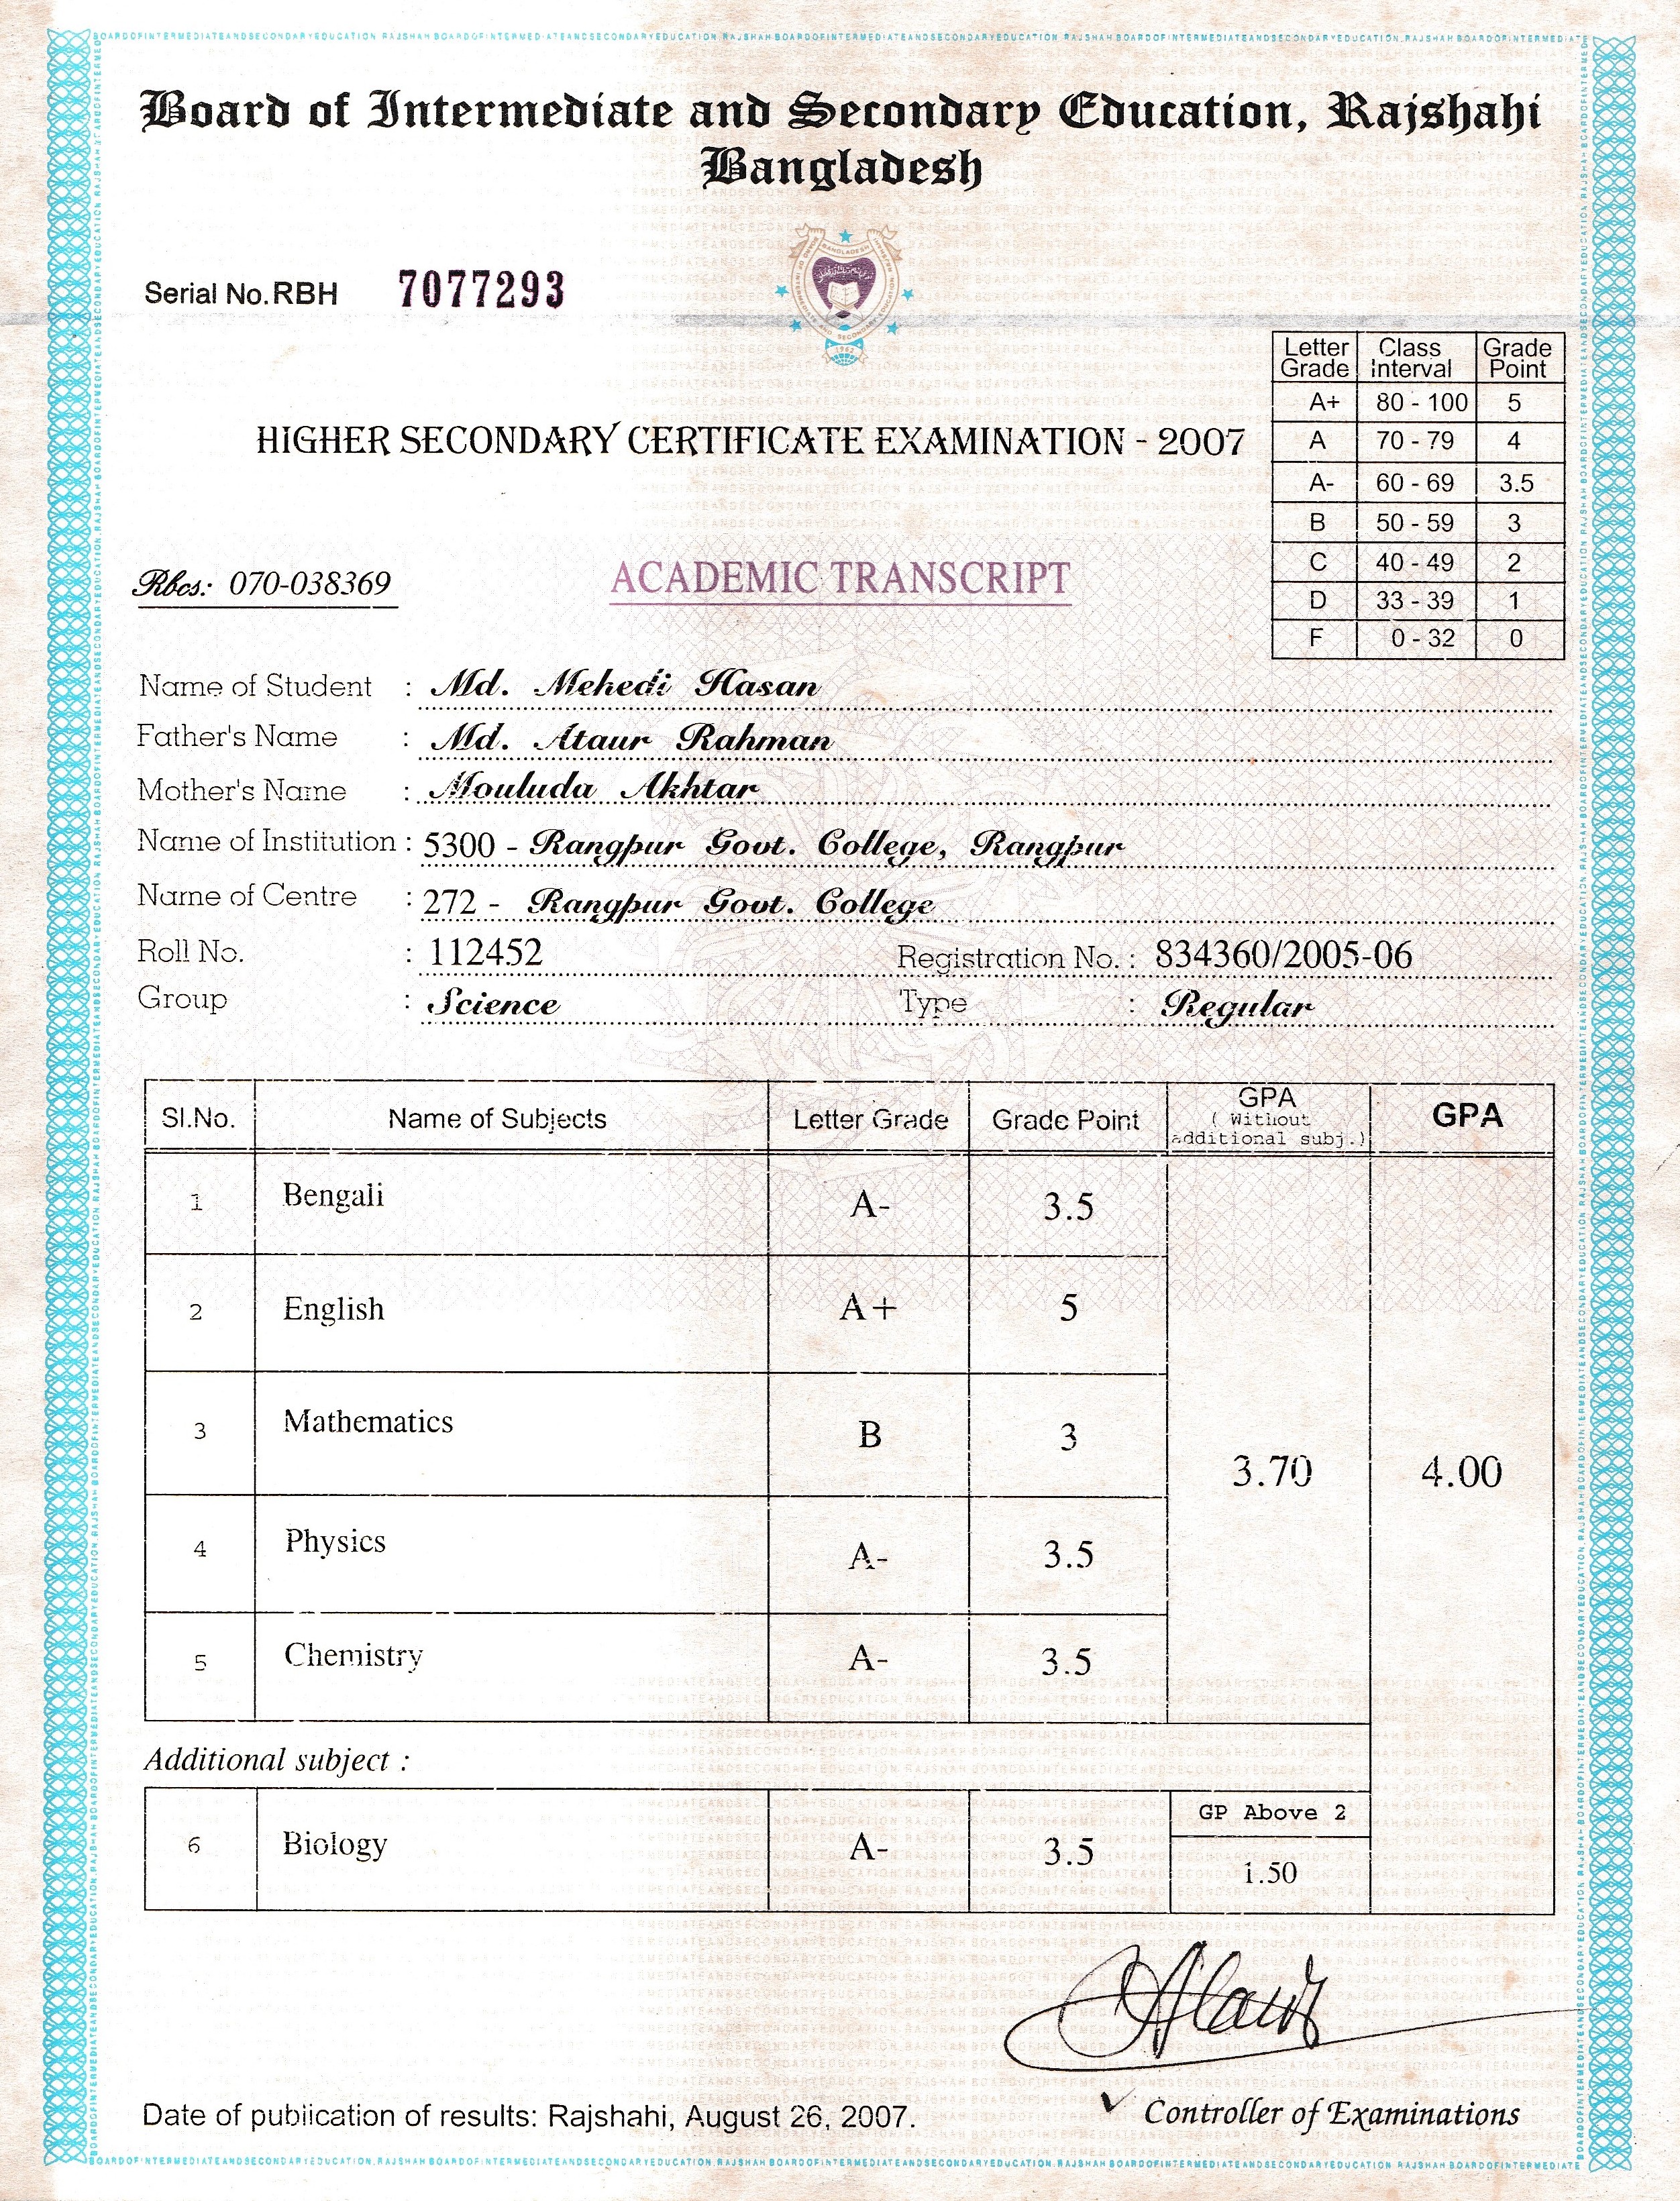 Board of Intermediate and Secondary Education, Rajshahi
Bangladesh
Serial No. RBH 7077293
1962
Letter Grade Class Interval Grade Point
A+ 80 - 100 5
A 70 - 79 4
A- 60 - 69 3.5
B 50 - 59 3
C 40 - 49 2
D 33 - 39 1
F 0 - 32 0
HIGHER SECONDARY CERTIFICATE EXAMINATION - 2007
Rbcs: 070-038369
ACADEMIC TRANSCRIPT
Name of Student : Md. Mehedi Hasan
Father's Name : Md. Ataur Rahman
Mother's Name : Mouluda Akhtar
Name of Institution : 5300 - Rangpur Govt. College, Rangpur
Name of Centre : 272 - Rangpur Govt. College
Roll No. : 112452 Registration No. : 834360/2005-06
Group : Science Type : Regular
Sl.No. Name of Subjects Letter Grade Grade Point GPA (Without additional subj.) GPA
1 Bengali A- 3.5
2 English A+ 5
3 Mathematics B 3
3.70 4.00
4 Physics A- 3.5
5 Chemistry A- 3.5
Additional subject :
6 Biology A- 3.5 GP Above 2
1.50
Date of publication of results: Rajshahi, August 26, 2007.
Controller of Examinations